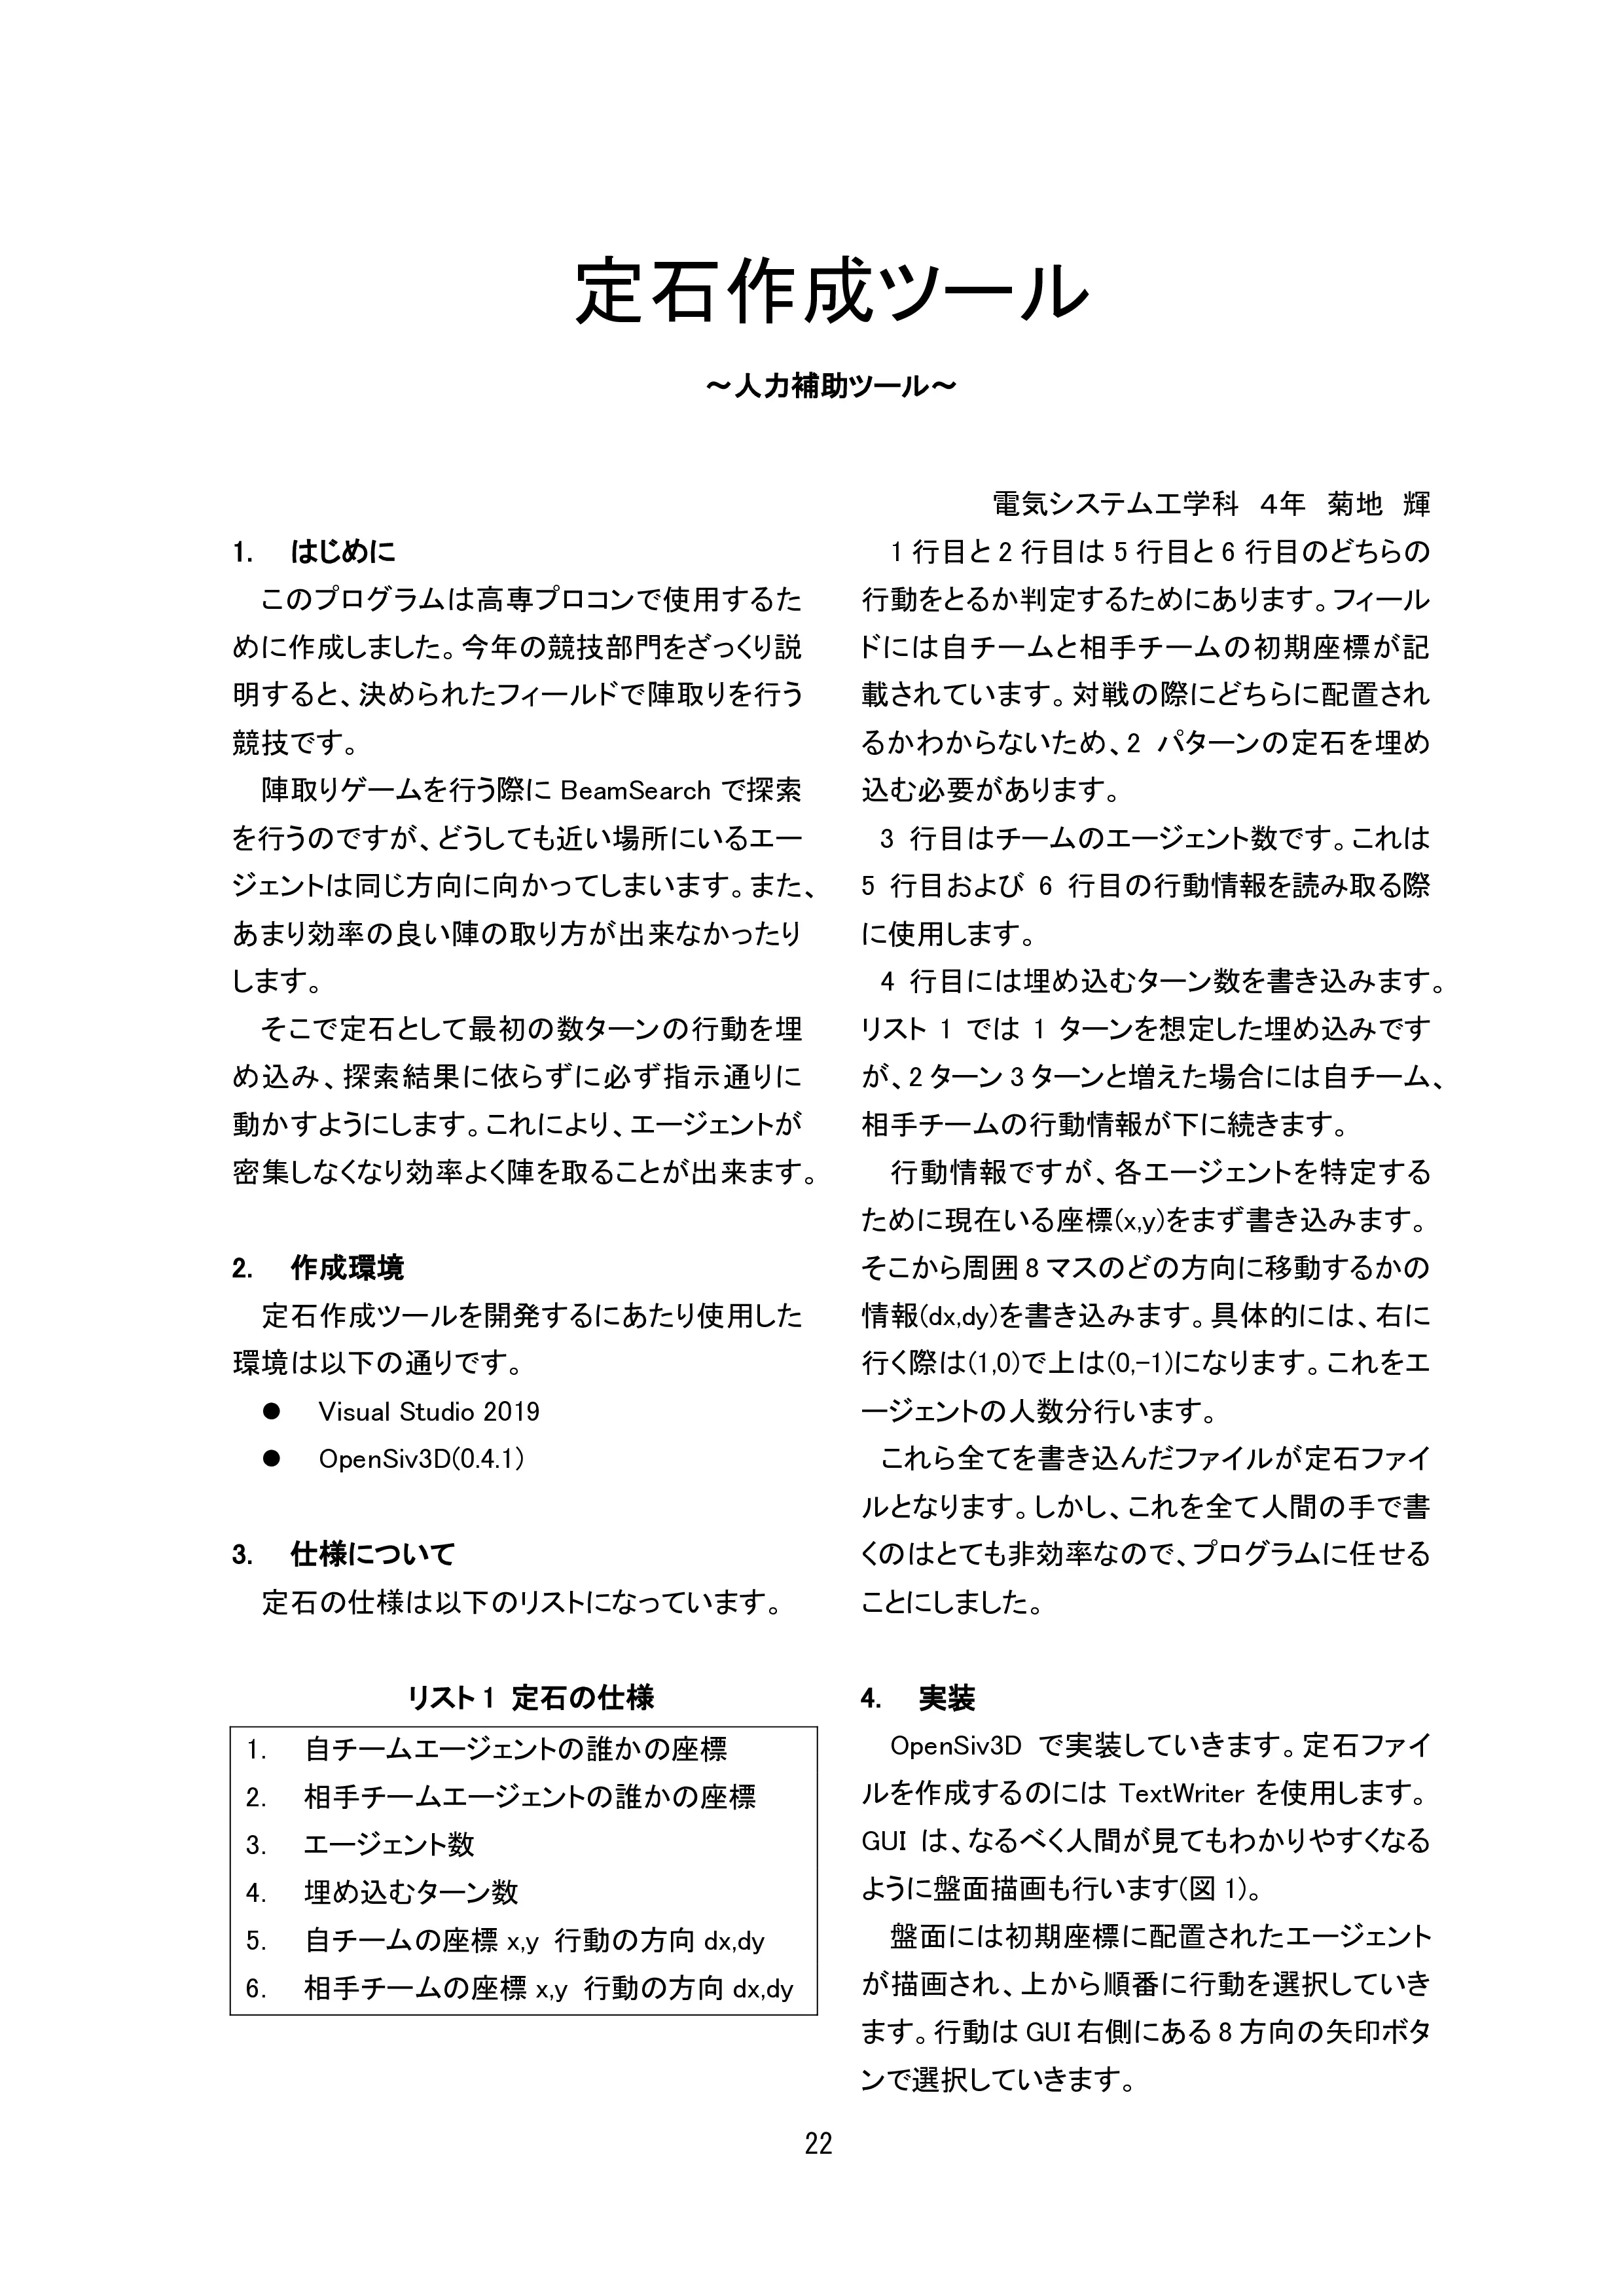 定石作成ツール
～人力補助ツール～
電気システム工学科 4年 菊地 輝
1. はじめに
このプログラムは高専プロコンで使用するた
めに作成しました。今年の競技部門をざっくり説
明すると、決められたフィールドで陣取りを行う
競技です。
陣取りゲームを行う際に BeamSearch で探索
を行うのですが、どうしても近い場所にいるエー
ジェントは同じ方向に向かってしまいます。また、
あまり効率の良い陣の取り方が出来なかったり
します。
そこで定石として最初の数ターンの行動を埋
め込み、探索結果に依らずに必ず指示通りに
動かすようにします。これにより、エージェントが
密集しなくなり効率よく陣を取ることが出来ます。
2. 作成環境
定石作成ツールを開発するにあたり使用した
環境は以下の通りです。
● Visual Studio 2019
● OpenSiv3D(0.4.1)
3. 仕様について
定石の仕様は以下のリストになっています。
リスト 1 定石の仕様
1. 自チームエージェントの誰かの座標
2. 相手チームエージェントの誰かの座標
3. エージェント数
4. 埋め込むターン数
5. 自チームの座標 x,y 行動の方向 dx,dy
6. 相手チームの座標 x,y 行動の方向 dx,dy
1 行目と 2 行目は 5 行目と 6 行目のどちらの
行動をとるか判定するためにあります。フィール
ドには自チームと相手チームの初期座標が記
載されています。対戦の際にどちらに配置され
るかわからないため、2 パターンの定石を埋め
込む必要があります。
3 行目はチームのエージェント数です。これは
5 行目および 6 行目の行動情報を読み取る際
に使用します。
4 行目には埋め込むターン数を書き込みます。
リスト 1 では 1 ターンを想定した埋め込みです
が、2 ターン 3 ターンと増えた場合には自チーム、
相手チームの行動情報が下に続きます。
行動情報ですが、各エージェントを特定する
ために現在いる座標(x,y)をまず書き込みます。
そこから周囲 8 マスのどの方向に移動するかの
情報(dx,dy)を書き込みます。具体的には、右に
行く際は(1,0)で上は(0,-1)になります。これをエ
ージェントの人数分行います。
これら全てを書き込んだファイルが定石ファイ
ルとなります。しかし、これを全て人間の手で書
くのはとても非効率なので、プログラムに任せる
ことにしました。
4. 実装
OpenSiv3D で実装していきます。定石ファイ
ルを作成するのには TextWriter を使用します。
GUI は、なるべく人間が見てもわかりやすくなる
ように盤面描画も行います(図 1)。
盤面には初期座標に配置されたエージェント
が描画され、上から順番に行動を選択していき
ます。行動は GUI 右側にある 8 方向の矢印ボタ
ンで選択していきます。
22